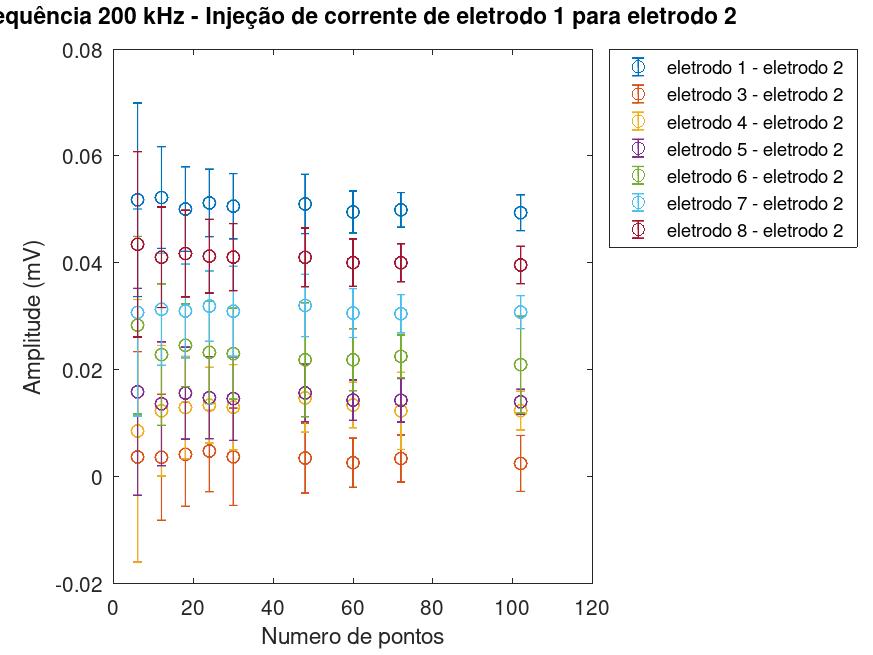 equência 200 kHz - Injeção de corrente de eletrodo 1 para eletrodo 2
0.08
0.06
0.04
0.02
0
-0.02
0 20 40 60 80 100 120
Amplitude (mV)
Numero de pontos
eletrodo 1 - eletrodo 2
eletrodo 3 - eletrodo 2
eletrodo 4 - eletrodo 2
eletrodo 5 - eletrodo 2
eletrodo 6 - eletrodo 2
eletrodo 7 - eletrodo 2
eletrodo 8 - eletrodo 2